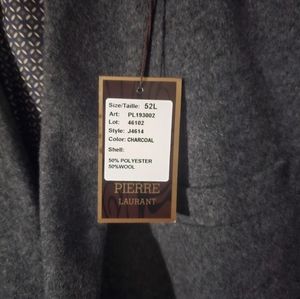 Size/Taille: 52L
Art: PL193002
Lot: 46102
Style: J4614
Color: CHARCOAL
Shell:
50% POLYESTER
50%WOOL
PIERRE
LAURANT